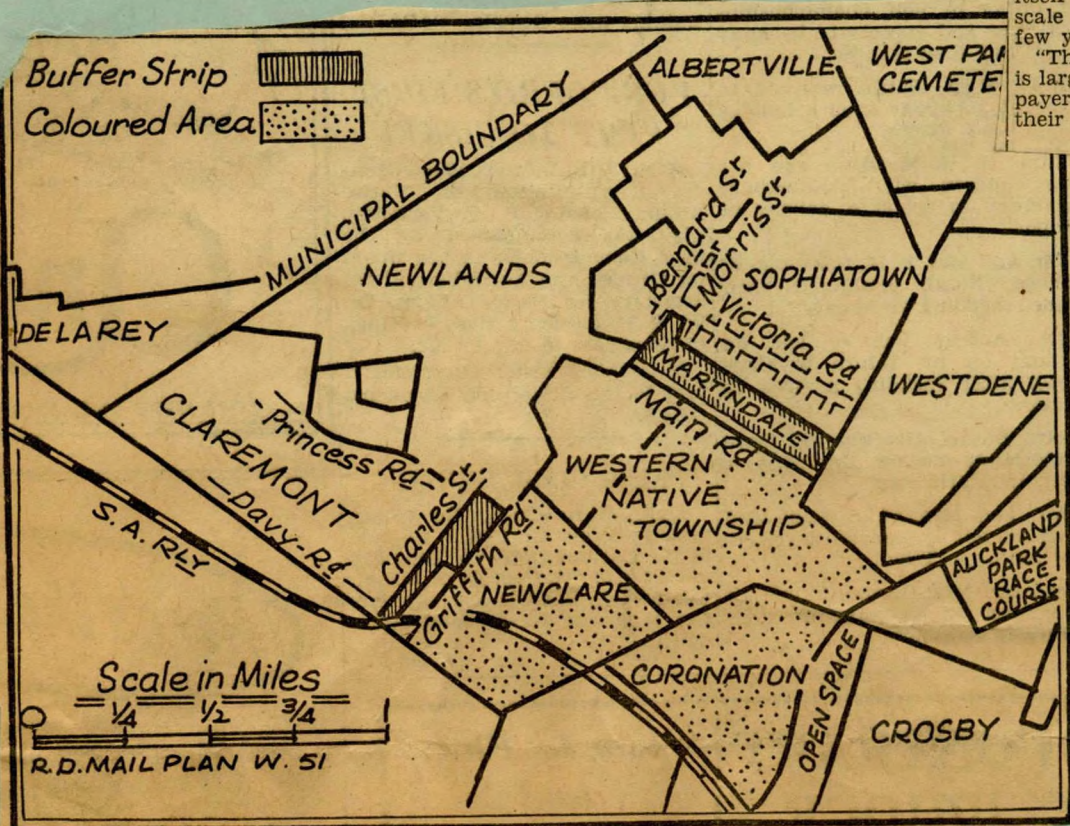 itself
scale
few y
"Th
is larg
payer
their
Buffer Strip
Coloured Area
MUNICIPAL BOUNDARY
ALBERTVILLE
WEST PAR
CEMETE
Bernard St
Morris St
NEWLANDS
SOPHIATOWN
DELAREY
Victoria Rd
MARTINDALE
WESTDENE
CLAREMONT
Princess Rd
Main Rd
WESTERN
NATIVE
TOWNSHIP
Davy Rd
Charles St
Griffith Rd
S.A. RLY
AUCKLAND
PARK
RACE
COURSE
NEWCLARE
CORONATION
OPEN SPACE
CROSBY
Scale in Miles
0 1/4 1/2 3/4 1
R.D.MAIL PLAN W. 51